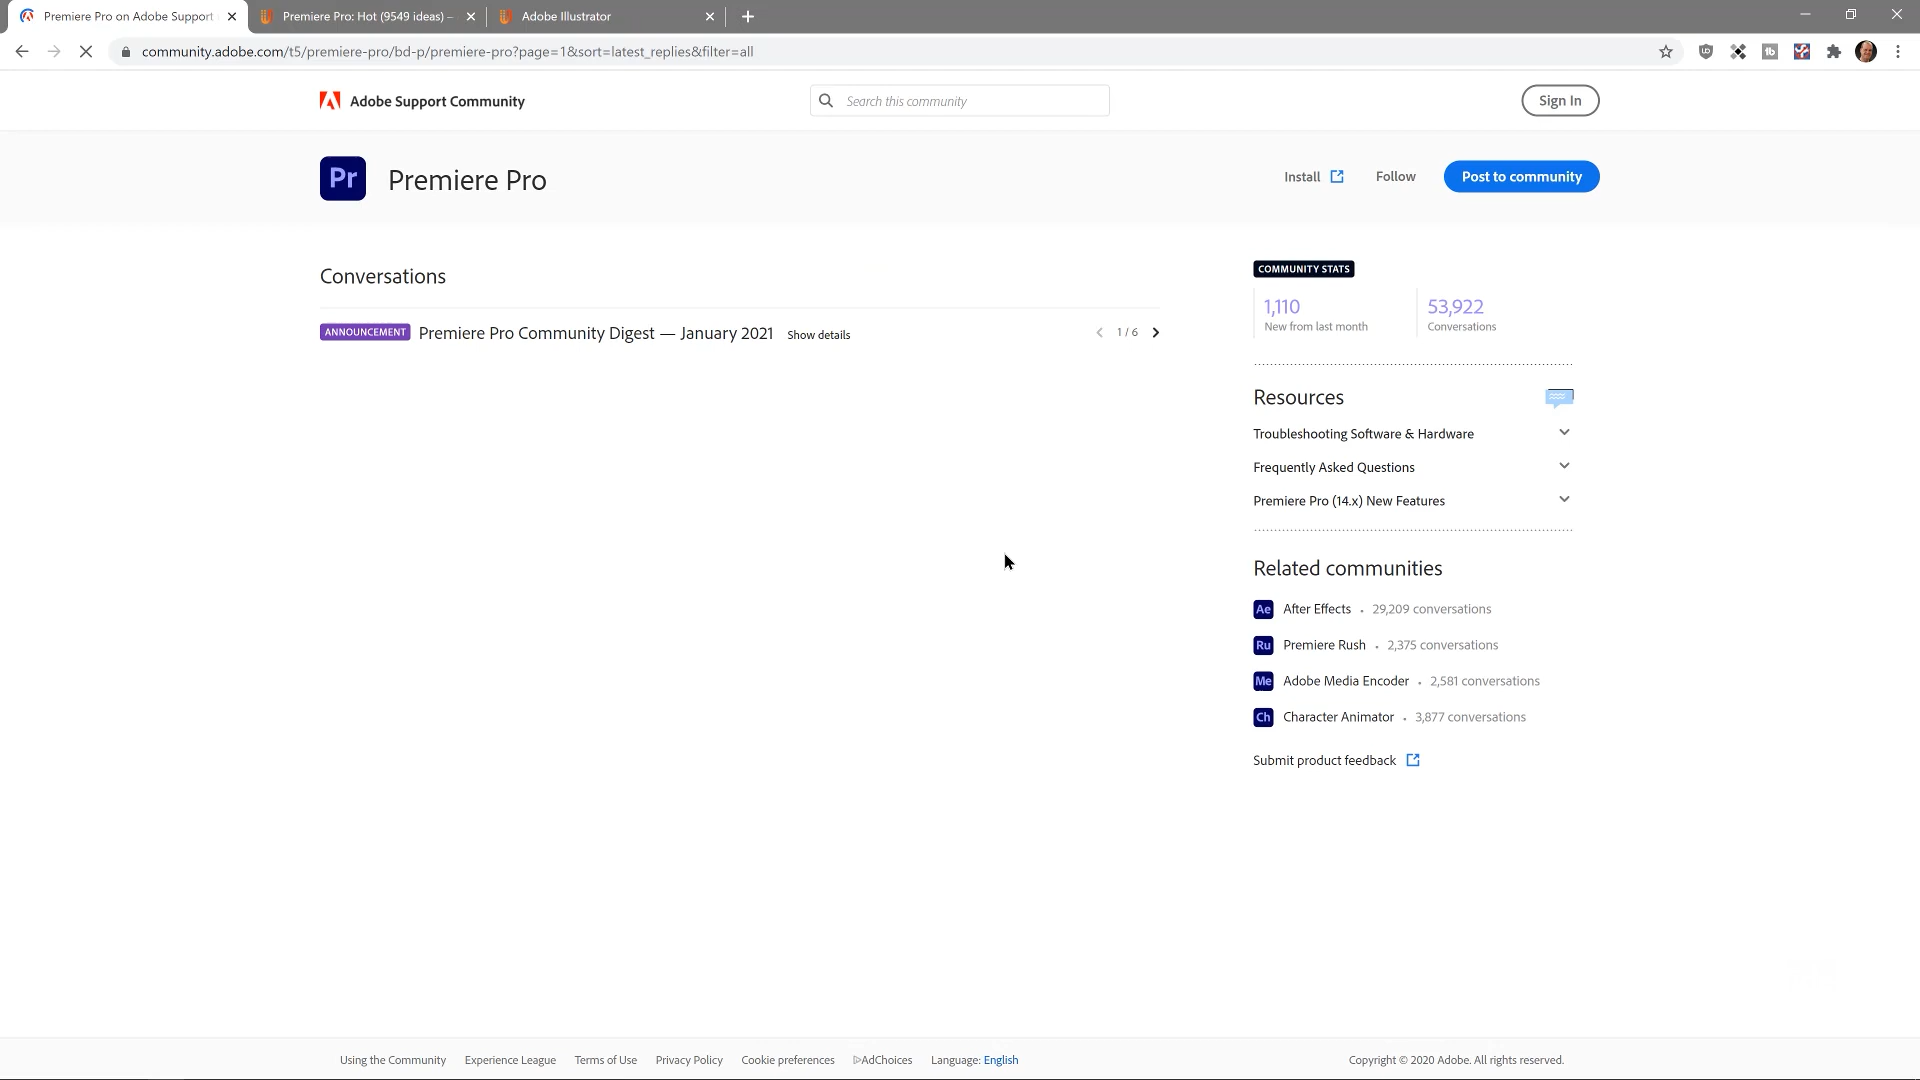 Premiere Pro on Adobe Support
Premiere Pro: Hot (9549 ideas) –
Adobe Illustrator
community.adobe.com/t5/premiere-pro/bd-p/premiere-pro?page=1&sort=latest_replies&filter=all
Adobe Support Community
Search this community
Sign In
Pr
Premiere Pro
Install
Follow
Post to community
Conversations
ANNOUNCEMENT
Premiere Pro Community Digest — January 2021
Show details
1 / 6
COMMUNITY STATS
1,110
53,922
New from last month
Conversations
Resources
Troubleshooting Software & Hardware
Frequently Asked Questions
Premiere Pro (14.x) New Features
Related communities
Ae After Effects • 29,209 conversations
Ru Premiere Rush • 2,375 conversations
Me Adobe Media Encoder • 2,581 conversations
Ch Character Animator • 3,877 conversations
Submit product feedback
Using the Community
Experience League
Terms of Use
Privacy Policy
Cookie preferences
AdChoices
Language: English
Copyright © 2020 Adobe. All rights reserved.